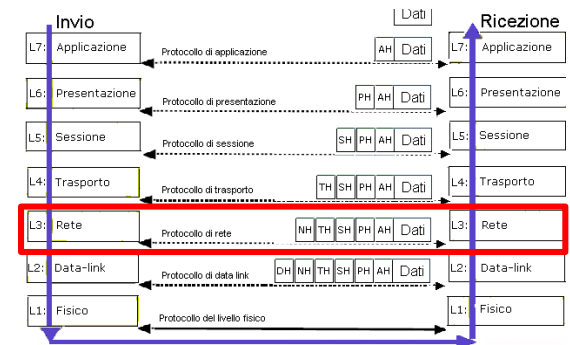 Invio
Dati
Ricezione
L7: Applicazione
Protocollo di applicazione
AH Dati
L7: Applicazione
L6: Presentazione
Protocollo di presentazione
PH AH Dati
L6: Presentazione
L5: Sessione
Protocollo di sessione
SH PH AH Dati
L5: Sessione
L4: Trasporto
Protocollo di trasporto
TH SH PH AH Dati
L4: Trasporto
L3: Rete
Protocollo di rete
NH TH SH PH AH Dati
L3: Rete
L2: Data-link
Protocollo di data link
DH NH TH SH PH AH Dati
L2: Data-link
L1: Fisico
Protocollo del livello fisico
L1: Fisico